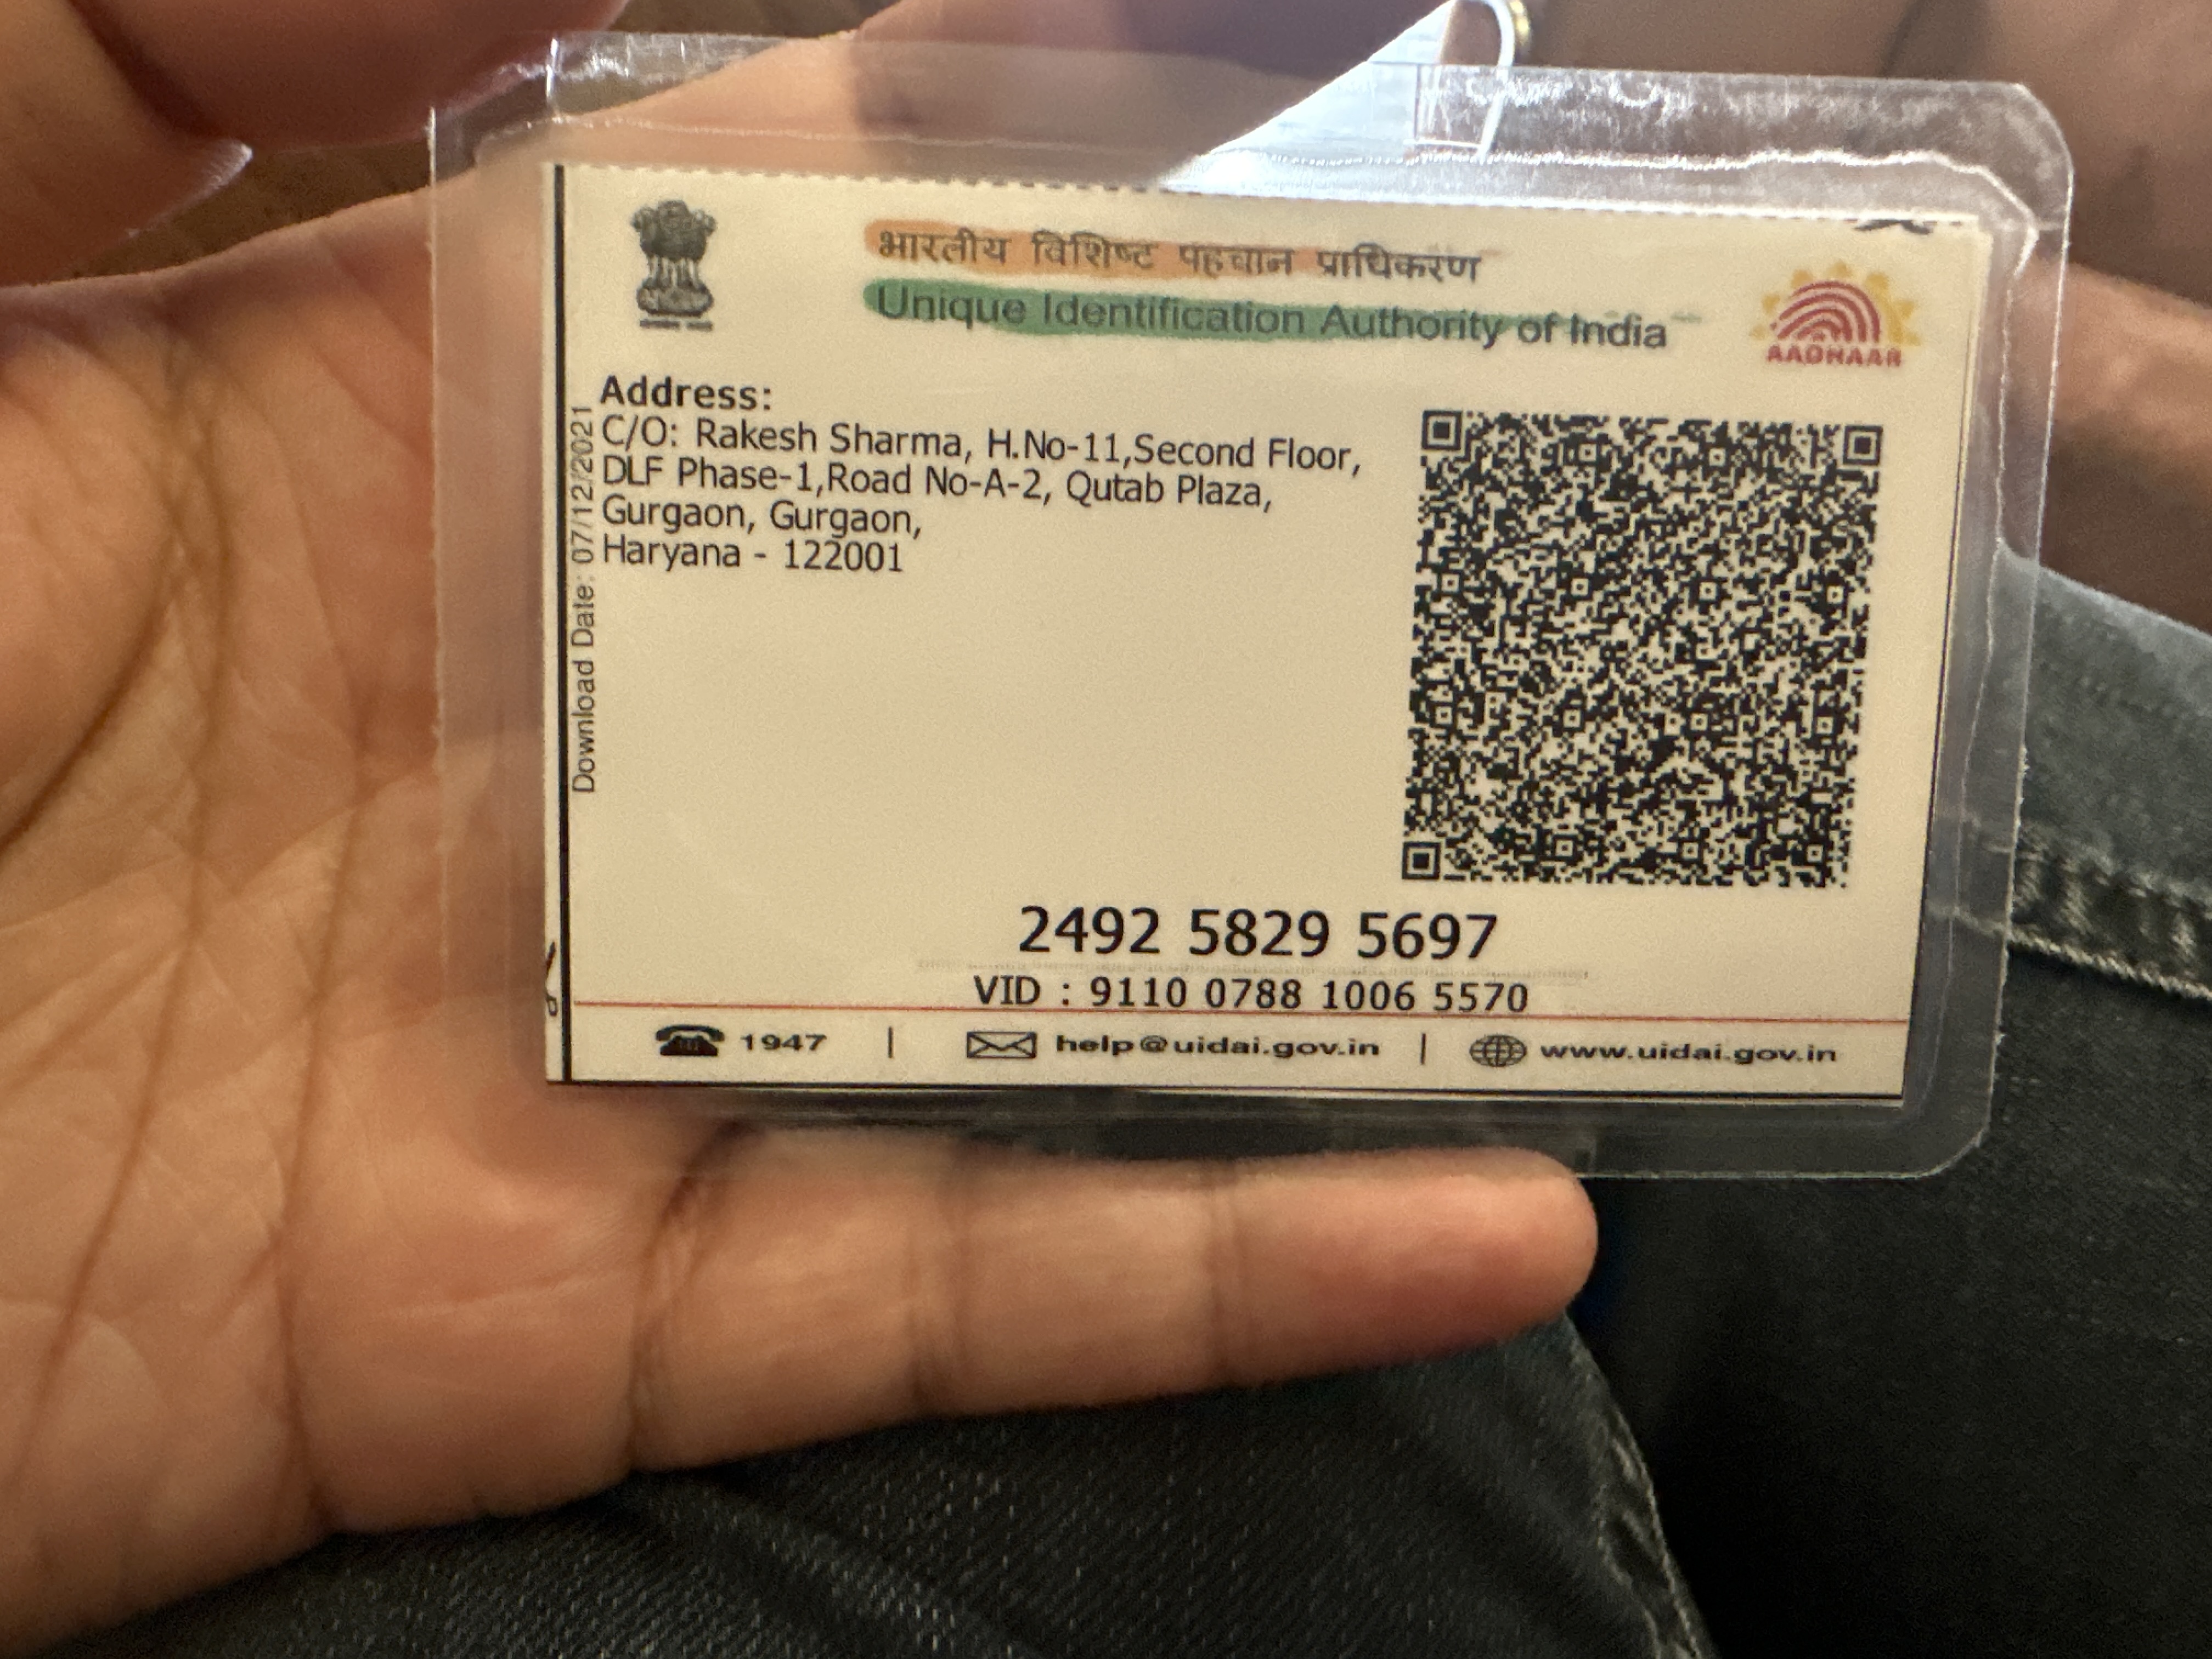 भारतीय विशिष्ट पहचान प्राधिकरण
Unique Identification Authority of India
AADHAAR
Address:
C/O: Rakesh Sharma, H.No-11,Second Floor,
DLF Phase-1,Road No-A-2, Qutab Plaza,
Gurgaon, Gurgaon,
Haryana - 122001
Download Date: 07/12/2021
2492 5829 5697
VID : 9110 0788 1006 5570
1947 | help@uidai.gov.in | www.uidai.gov.in